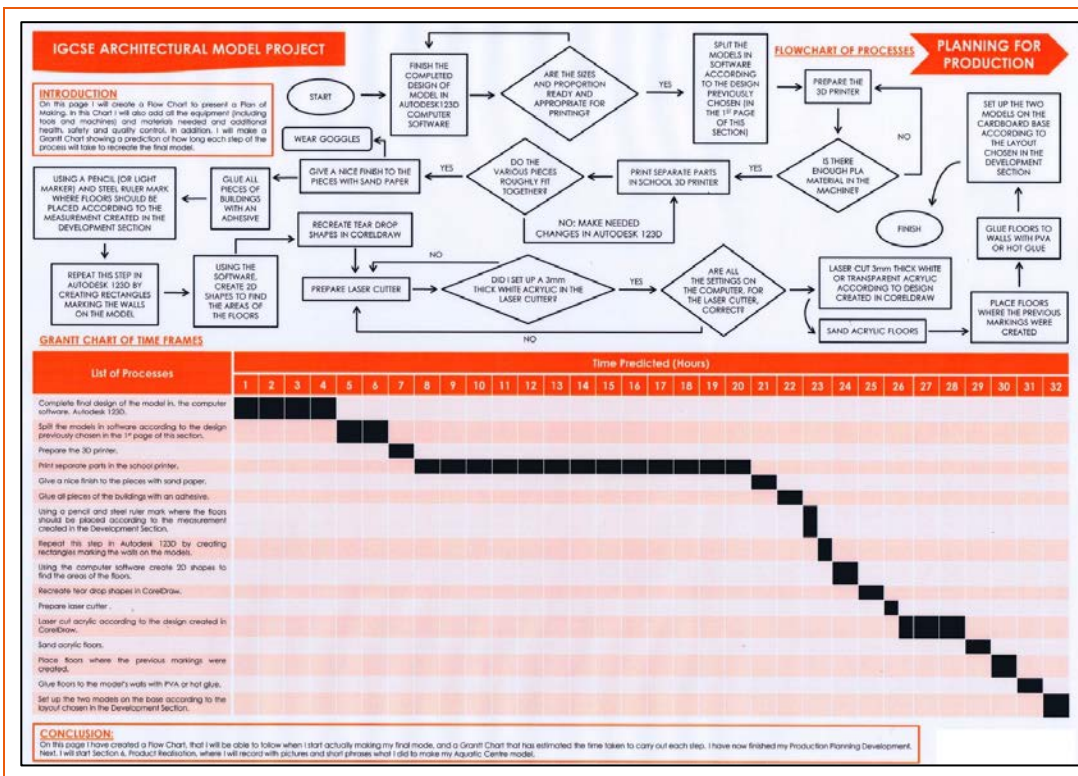 IGCSE ARCHITECTURAL MODEL PROJECT
FLOWCHART OF PROCESSES
PLANNING FOR
PRODUCTION
INTRODUCTION
On this page I will create a Flow Chart to present a Plan of
Making. In this Chart I will also add all the equipment (including
tools and machines) and materials needed and additional
health, safety and quality control. In addition, I will make a
Grantt Chart showing a prediction of how long each step of the
process will take to recreate the final model.
START
FINISH THE
COMPLETED
DESIGN OF
MODEL IN
AUTODESK123D
COMPUTER
SOFTWARE
ARE THE SIZES
AND PROPORTION
READY AND
APPROPRIATE FOR
PRINTING?
YES
SPLIT THE
MODELS IN
SOFTWARE
ACCORDING TO
THE DESIGN
PREVIOUSLY
CHOSEN (IN
THE 1ST PAGE
OF THIS
SECTION)
PREPARE THE
3D PRINTER
NO
IS THERE
ENOUGH PLA
MATERIAL IN THE
MACHINE?
YES
PRINT SEPARATE PARTS
IN SCHOOL 3D PRINTER
DO THE
VARIOUS PIECES
ROUGHLY FIT
TOGETHER?
NO: MAKE NEEDED
CHANGES IN AUTODESK 123D
YES
GIVE A NICE FINISH TO THE
PIECES WITH SAND PAPER
WEAR GOGGLES
GLUE ALL
PIECES OF
BUILDINGS
WITH AN
ADHESIVE
USING A PENCIL (OR LIGHT
MARKER) AND STEEL RULER MARK
WHERE FLOORS SHOULD BE
PLACED ACCORDING TO THE
MEASUREMENT CREATED IN THE
DEVELOPMENT SECTION
REPEAT THIS STEP IN
AUTODESK 123D BY
CREATING RECTANGLES
MARKING THE WALLS
ON THE MODEL
USING THE
SOFTWARE,
CREATE 2D
SHAPES TO FIND
THE AREAS OF
THE FLOORS
RECREATE TEAR DROP
SHAPES IN CORELDRAW
PREPARE LASER CUTTER
NO
DID I SET UP A 3mm
THICK WHITE ACRYLIC IN THE
LASER CUTTER?
YES
ARE ALL
THE SETTINGS ON
THE COMPUTER, FOR
THE LASER CUTTER,
CORRECT?
NO
LASER CUT 3mm THICK WHITE
OR TRANSPARENT ACRYLIC
ACCORDING TO DESIGN
CREATED IN CORELDRAW
SAND ACRYLIC FLOORS
PLACE FLOORS
WHERE THE PREVIOUS
MARKINGS WERE
CREATED
GLUE FLOORS TO
WALLS WITH PVA
OR HOT GLUE
SET UP THE TWO
MODELS ON THE
CARDBOARD BASE
ACCORDING TO
THE LAYOUT
CHOSEN IN THE
DEVELOPMENT
SECTION
FINISH
GRANTT CHART OF TIME FRAMES
List of Processes
Time Predicted (Hours)
1 2 3 4 5 6 7 8 9 10 11 12 13 14 15 16 17 18 19 20 21 22 23 24 25 26 27 28 29 30 31 32
Complete final design of the model in, the computer
software, Autodesk 123D.
Split the models in software according to the design
previously chosen in the 1st page of this section.
Prepare the 3D printer.
Print separate parts in the school printer.
Give a nice finish to the pieces with sand paper.
Glue all pieces of the buildings with an adhesive.
Using a pencil and steel ruler mark where the floors
should be placed according to the measurement
created in the Development Section.
Repeat this step in Autodesk 123D by creating
rectangles marking the walls on the models.
Using the computer software create 2D shapes to
find the areas of the floors.
Recreate tear drop shapes in CorelDraw.
Prepare laser cutter .
Laser cut acrylic according to the design created in
CorelDraw.
Sand acrylic floors.
Place floors where the previous markings were
created.
Glue floors to the model's walls with PVA or hot glue.
Set up the two models on the base according to the
layout chosen in the Development Section.
CONCLUSION:
On this page I have created a Flow Chart, that I will be able to follow when I start actually making my final mode, and a Grantt Chart that has estimated the time taken to carry out each step. I have now finished my Production Planning Development.
Next, I will start Section 6, Product Realisation, where I will record with pictures and short phrases what I did to make my Aquatic Centre model.